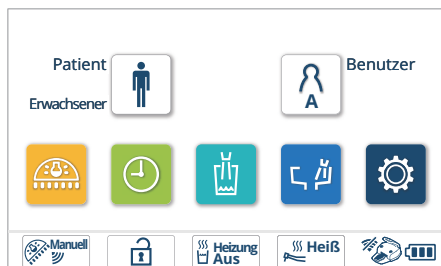 Patient
Benutzer
Erwachsener
A
Manuell
Heizung
Aus
Heiß